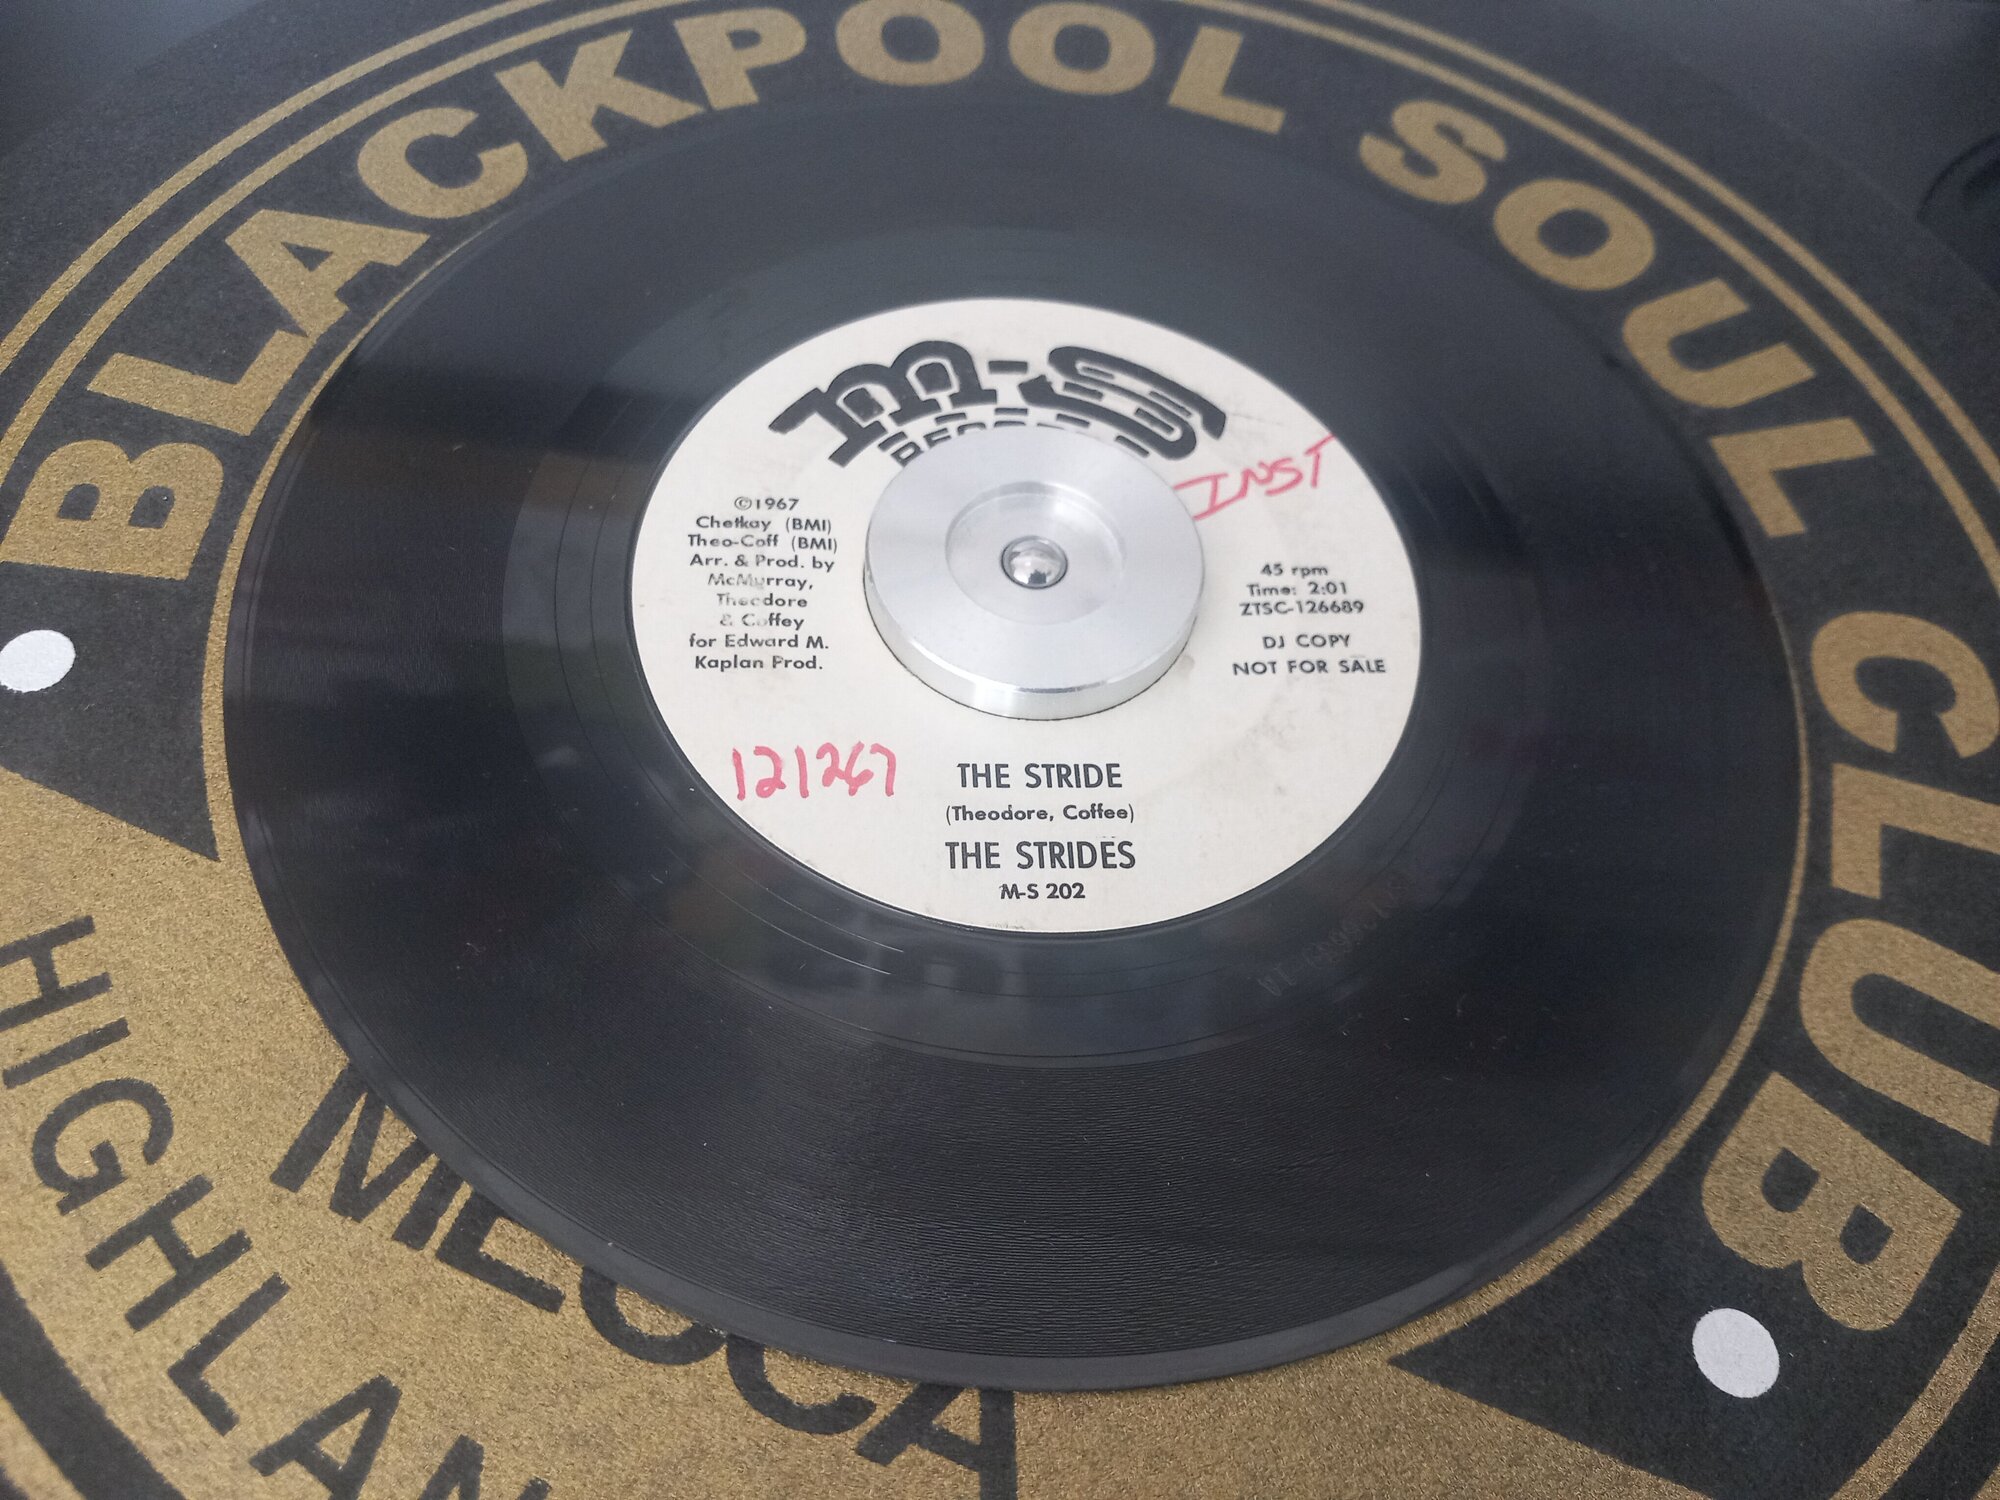 BLACKPOOL SOUL CLUB
M-S
INST
©1967
Chetkay (BMI)
Theo-Coff (BMI)
Arr. & Prod. by
McMurray,
Theodore
& Coffey
for Edward M.
Kaplan Prod.
45 rpm
Time: 2:01
ZTSC-126689
DJ COPY
NOT FOR SALE
121267
THE STRIDE
(Theodore, Coffee)
THE STRIDES
M-S 202
MECCA